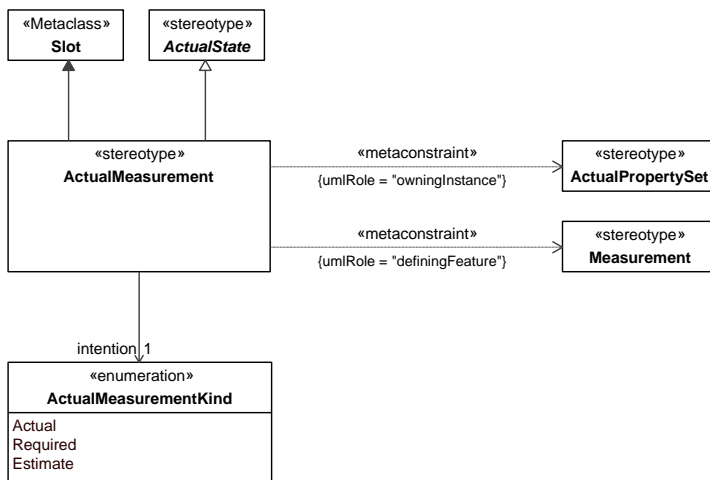 «Metaclass»
Slot
«stereotype»
ActualState
«stereotype»
ActualMeasurement
«metaconstraint»
{umlRole = "owningInstance"}
«stereotype»
ActualPropertySet
«metaconstraint»
{umlRole = "definingFeature"}
«stereotype»
Measurement
intention 1
«enumeration»
ActualMeasurementKind
Actual
Required
Estimate